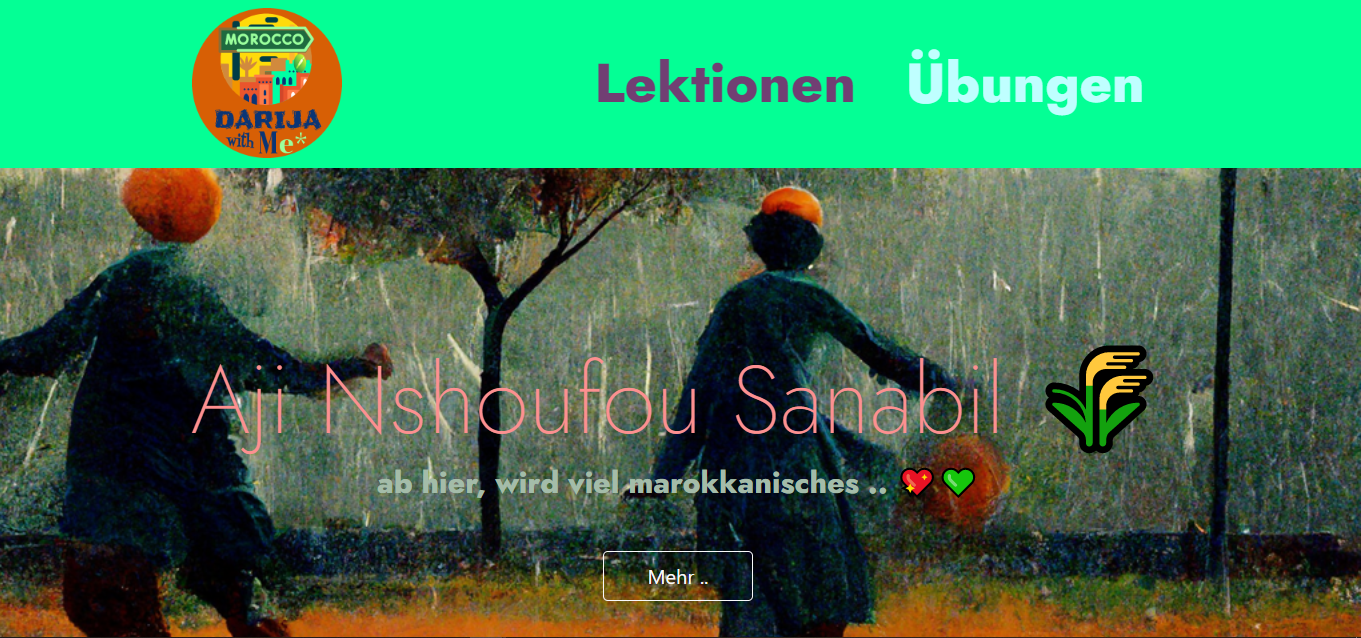 MOROCCO
DARIJA
with Me*
Lektionen Übungen
Aji Nshoufou Sanabil
ab hier, wird viel marokkanisches ..
Mehr ..